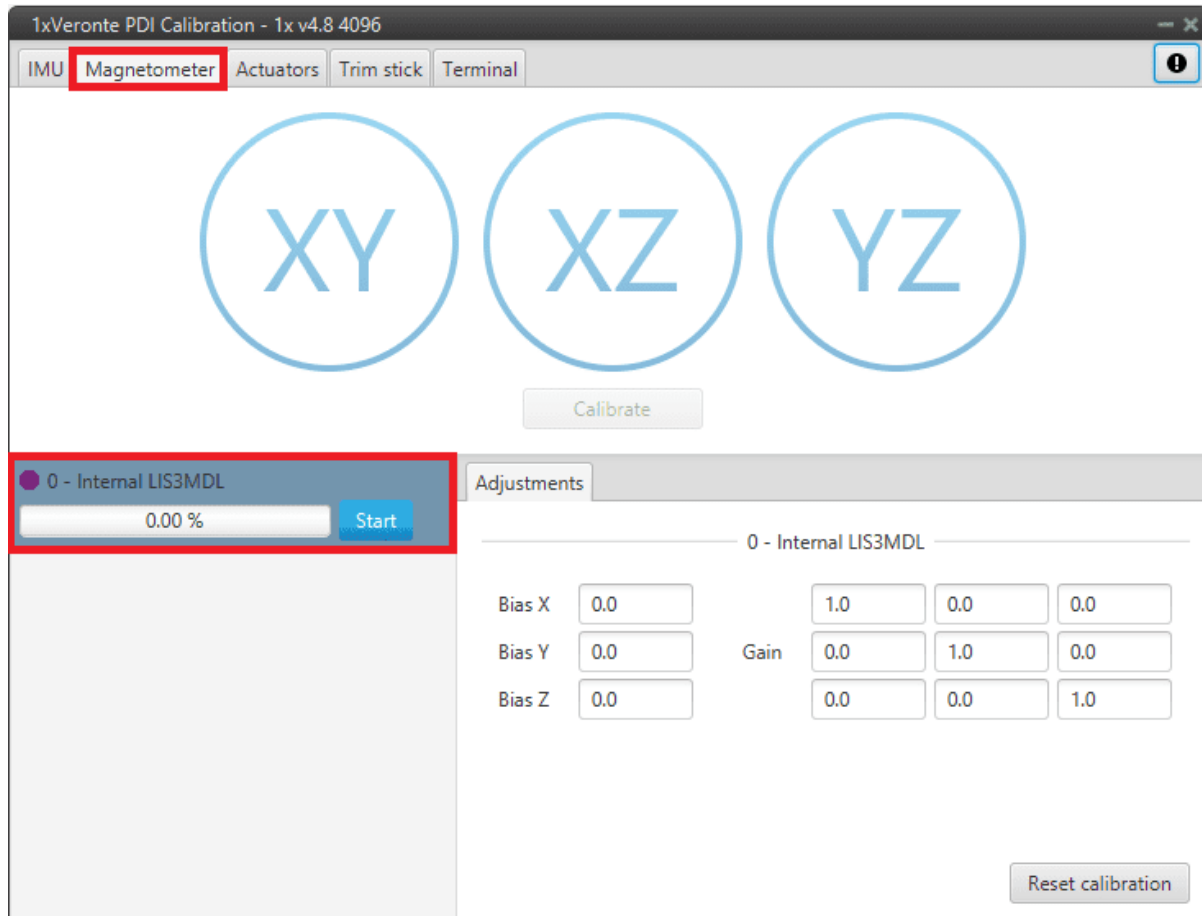 1xVeronte PDI Calibration - 1x v4.8 4096
IMU Magnetometer Actuators Trim stick Terminal
XY XZ YZ
Calibrate
0 - Internal LIS3MDL
0.00 % Start
Adjustments
0 - Internal LIS3MDL
Bias X 0.0 1.0 0.0 0.0
Bias Y 0.0 Gain 0.0 1.0 0.0
Bias Z 0.0 0.0 0.0 1.0
Reset calibration